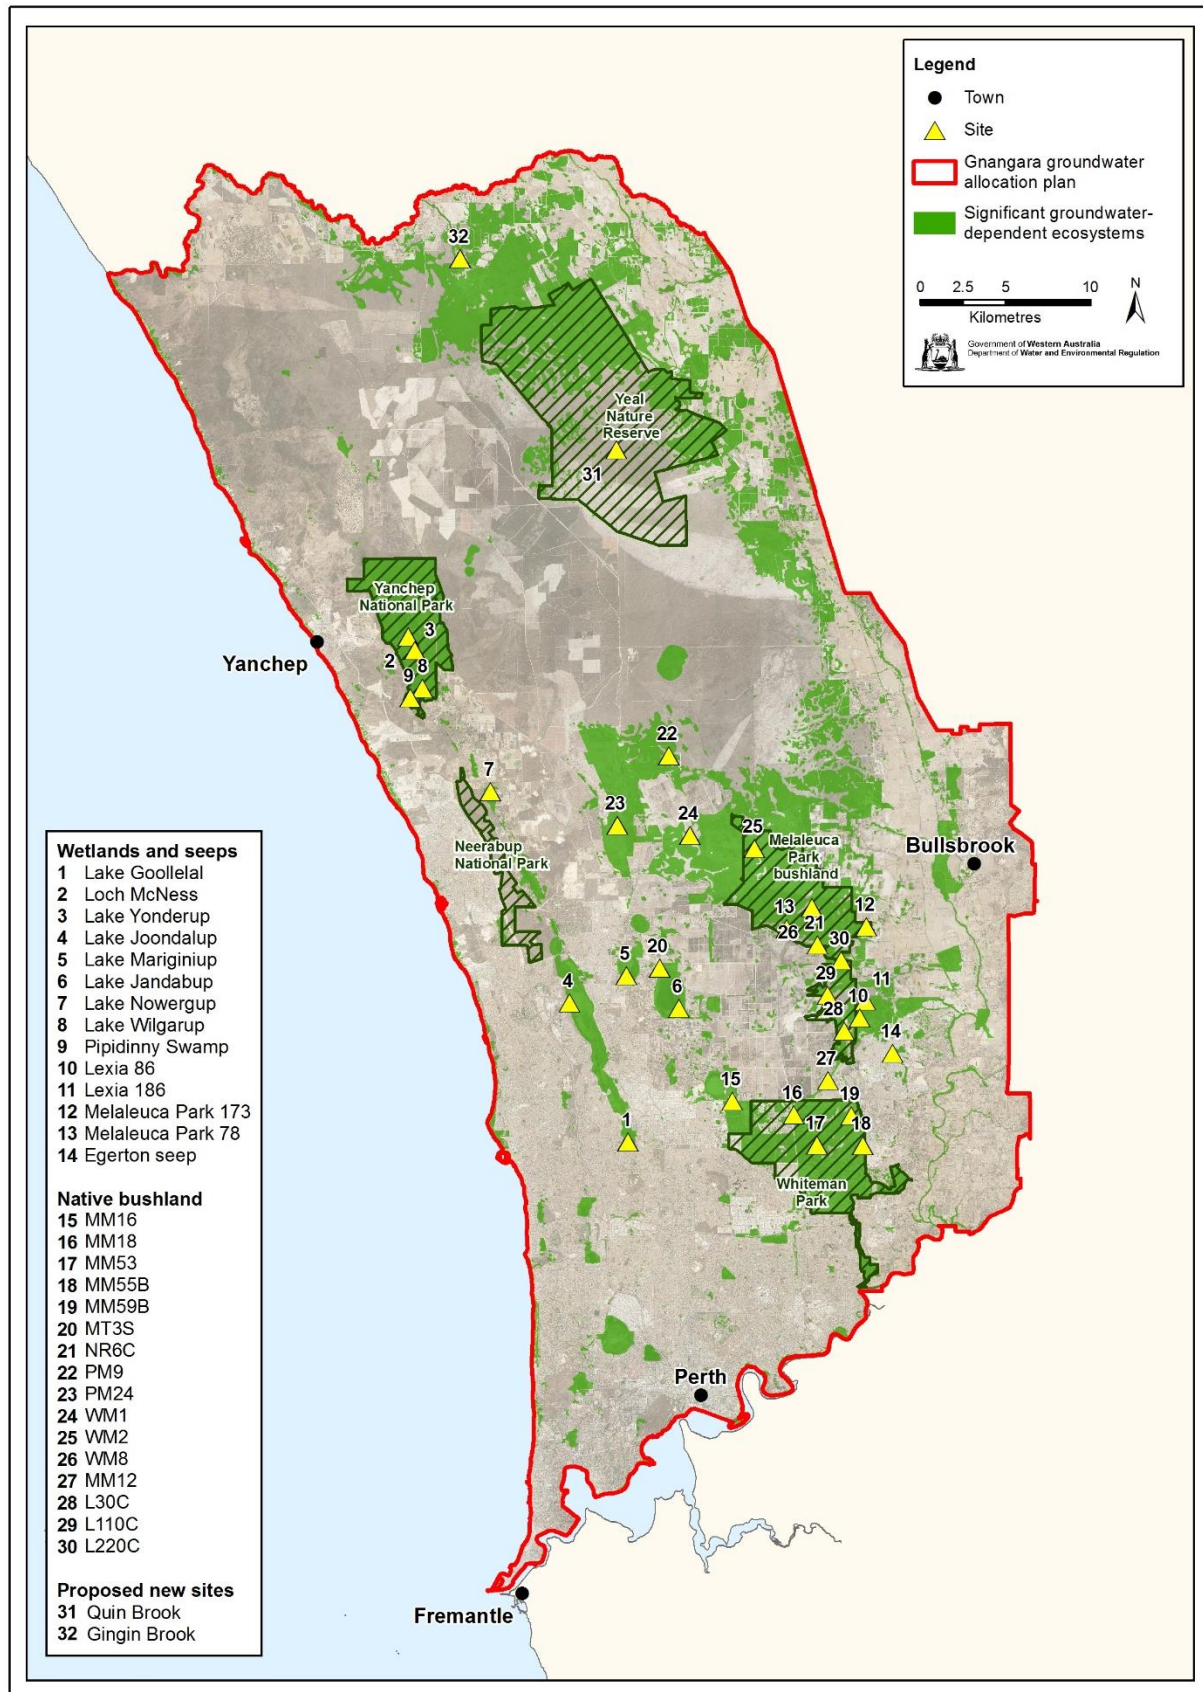 Legend
Town
Site
Gnangara groundwater
allocation plan
Significant groundwater-
dependent ecosystems
0 2.5 5 10
Kilometres
N
Government of Western Australia
Department of Water and Environmental Regulation
32
Yeal
Nature
Reserve
31
Yanchep
National Park
3
2
8
9
Yanchep
22
7
23
24
25
Neerabup
National Park
Melaleuca
Park
bushland
Bullsbrook
13
12
21
26
30
5
20
4
6
29
11
10
28
14
27
15
16
19
1
17
18
Whiteman
Park
Perth
Fremantle
Wetlands and seeps
1 Lake Goollelal
2 Loch McNess
3 Lake Yonderup
4 Lake Joondalup
5 Lake Mariginiup
6 Lake Jandabup
7 Lake Nowergup
8 Lake Wilgarup
9 Pipidinny Swamp
10 Lexia 86
11 Lexia 186
12 Melaleuca Park 173
13 Melaleuca Park 78
14 Egerton seep
Native bushland
15 MM16
16 MM18
17 MM53
18 MM55B
19 MM59B
20 MT3S
21 NR6C
22 PM9
23 PM24
24 WM1
25 WM2
26 WM8
27 MM12
28 L30C
29 L110C
30 L220C
Proposed new sites
31 Quin Brook
32 Gingin Brook